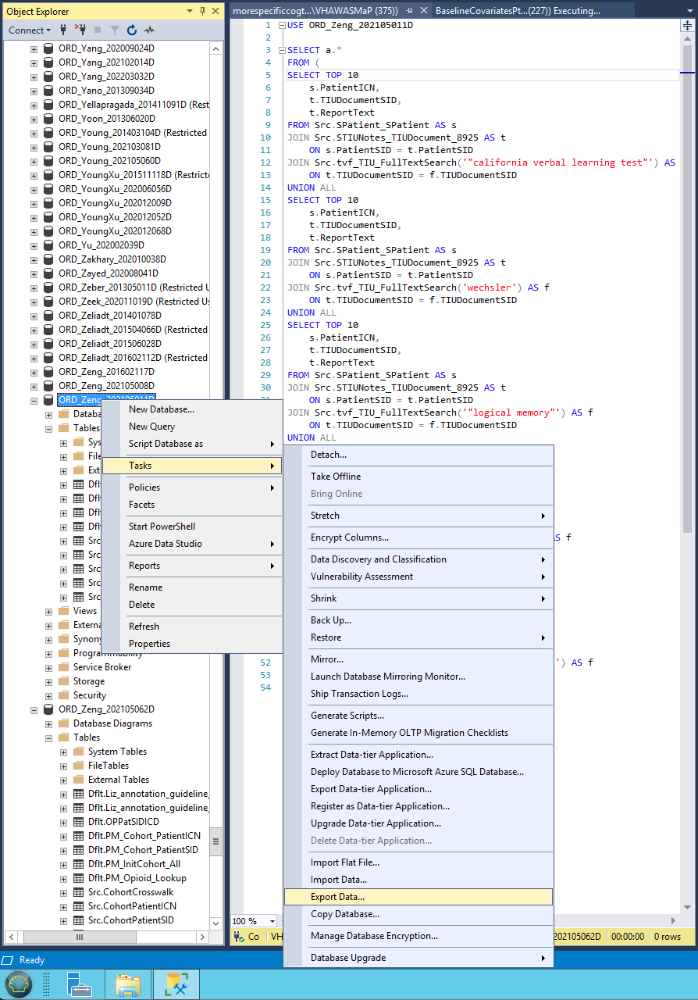 Object Explorer
Connect
ORD_Yang_202009024D
ORD_Yang_202102014D
ORD_Yang_202203032D
ORD_Yano_201309034D
ORD_Yellapragada_201411091D (Rest
ORD_Yoon_201306020D
ORD_Young_201403104D (Restricted
ORD_Young_202103081D
ORD_Young_202105060D
ORD_YoungXu_201511118D (Restrict
ORD_YoungXu_202006056D
ORD_YoungXu_202012009D
ORD_YoungXu_202012052D
ORD_YoungXu_202012068D
ORD_Yu_202002039D
ORD_Zakhary_202010038D
ORD_Zayed_202008041D
ORD_Zeber_201305011D (Restricted U
ORD_Zeek_202011019D (Restricted Us
ORD_Zeliadt_201401078D
ORD_Zeliadt_201504066D (Restricted
ORD_Zeliadt_201506028D
ORD_Zeliadt_201602112D (Restricted
ORD_Zeng_201602117D
ORD_Zeng_202105008D
ORD_Zeng_202105011D
Databa
Tables
Sys
File
Ext
Dflt
Dflt
Dflt
Dflt
Src
Src
Src
Src
Src
Views
Externa
Synony
Programmability
Service Broker
Storage
Security
ORD_Zeng_202105062D
Database Diagrams
Tables
System Tables
FileTables
External Tables
Dflt.Liz_annotation_guideline_
Dflt.Liz_annotation_guideline_
Dflt.OPPatSIDICD
Dflt.PM_Cohort_PatientICN
Dflt.PM_Cohort_PatientSID
Dflt.PM_InitCohort_All
Dflt.PM_Opioid_Lookup
Src.CohortCrosswalk
Src.CohortPatientICN
Src.CohortPatientSID
New Database...
New Query
Script Database as
Tasks
Policies
Facets
Start PowerShell
Azure Data Studio
Reports
Rename
Delete
Refresh
Properties
Detach...
Take Offline
Bring Online
Stretch
Encrypt Columns...
Data Discovery and Classification
Vulnerability Assessment
Shrink
Back Up...
Restore
Mirror...
Launch Database Mirroring Monitor...
Ship Transaction Logs...
Generate Scripts...
Generate In-Memory OLTP Migration Checklists
Extract Data-tier Application...
Deploy Database to Microsoft Azure SQL Database...
Export Data-tier Application...
Register as Data-tier Application...
Upgrade Data-tier Application...
Delete Data-tier Application...
Import Flat File...
Import Data...
Export Data...
Copy Database...
Manage Database Encryption...
Database Upgrade
morespecificcogt...\VHAWASMaP (375)) BaselineCovariatesPt...(227)) Executing...
1 USE ORD_Zeng_202105011D
2
3 SELECT a.*
4 FROM (
5 SELECT TOP 10
6 s.PatientICN,
7 t.TIUDocumentSID,
8 t.ReportText
9 FROM Src.SPatient_SPatient AS s
10 JOIN Src.STIUNotes_TIUDocument_8925 AS t
11 ON s.PatientSID = t.PatientSID
12 JOIN Src.tvf_TIU_FullTextSearch('"california verbal learning test"') AS
13 ON t.TIUDocumentSID = f.TIUDocumentSID
14 UNION ALL
15 SELECT TOP 10
16 s.PatientICN,
17 t.TIUDocumentSID,
18 t.ReportText
19 FROM Src.SPatient_SPatient AS s
20 JOIN Src.STIUNotes_TIUDocument_8925 AS t
21 ON s.PatientSID = t.PatientSID
22 JOIN Src.tvf_TIU_FullTextSearch('wechsler') AS f
23 ON t.TIUDocumentSID = f.TIUDocumentSID
24 UNION ALL
25 SELECT TOP 10
26 s.PatientICN,
27 t.TIUDocumentSID,
28 t.ReportText
29 FROM Src.SPatient_SPatient AS s
30 JOIN Src.STIUNotes_TIUDocument_8925 AS t
ON s.PatientSID = t.PatientSID
JOIN Src.tvf_TIU_FullTextSearch('"logical memory"') AS f
ON t.TIUDocumentSID = f.TIUDocumentSID
UNION ALL
AS f
52 ') AS f
53
54
100 %
Co VH 202105062D 00:00:00 0 rows
Ready